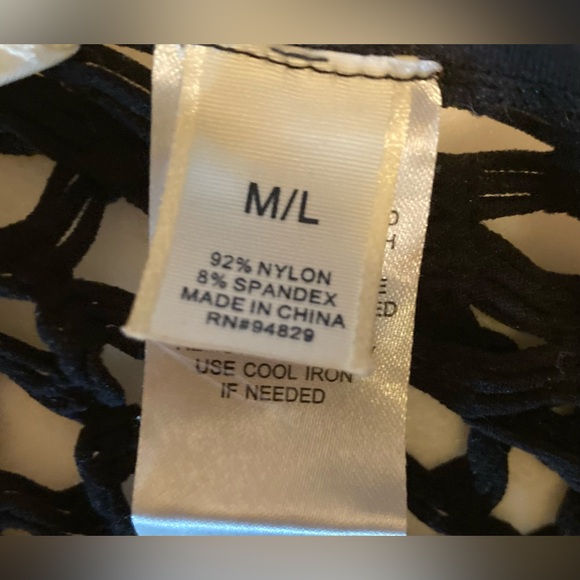 M/L
92% NYLON
8% SPANDEX
MADE IN CHINA
RN#94829
USE COOL IRON
IF NEEDED